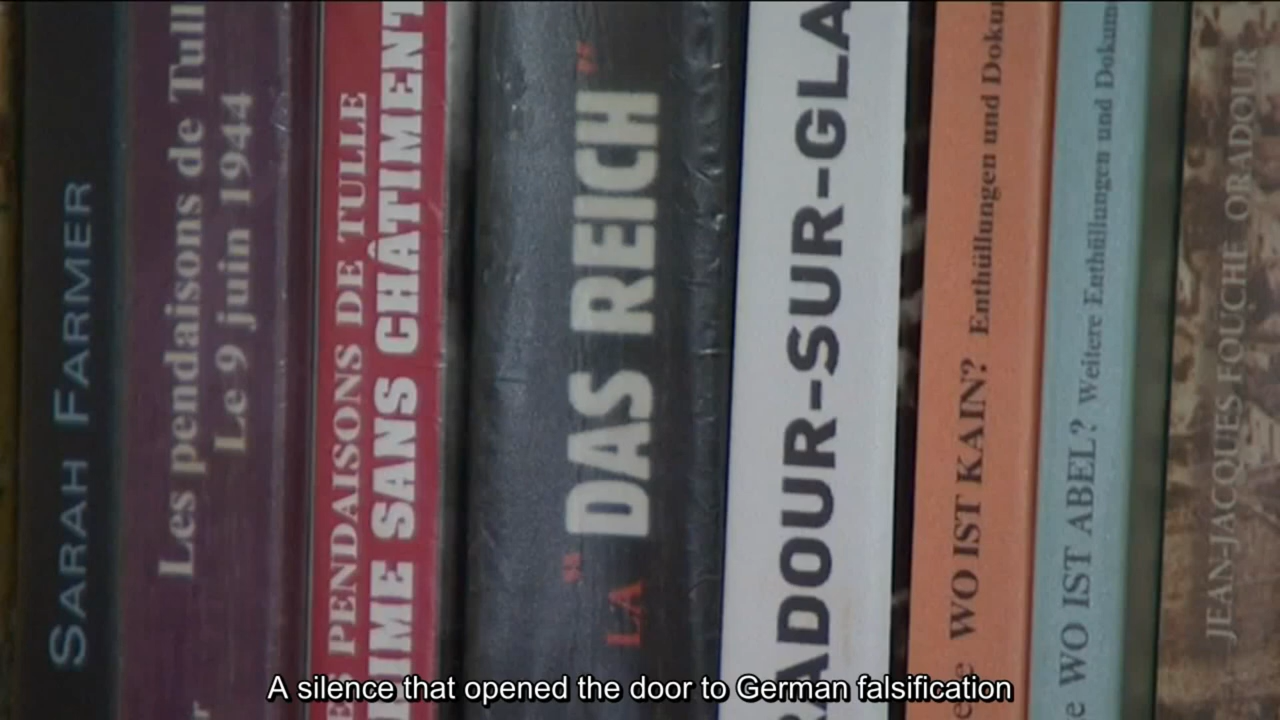 SARAH FARMER
Les pendaisons de Tull
Le 9 juin 1944
PENDAISONS DE TULLE
IME SANS CHÂTIMENT
LA "DAS REICH"
RADOUR-SUR-GLA
WO IST KAIN? Enthüllungen und Doku
e WO IST ABEL? Weitere Enthüllungen und Dokum
JEAN-JACQUES FOUCHÉ ORADOUR
A silence that opened the door to German falsification